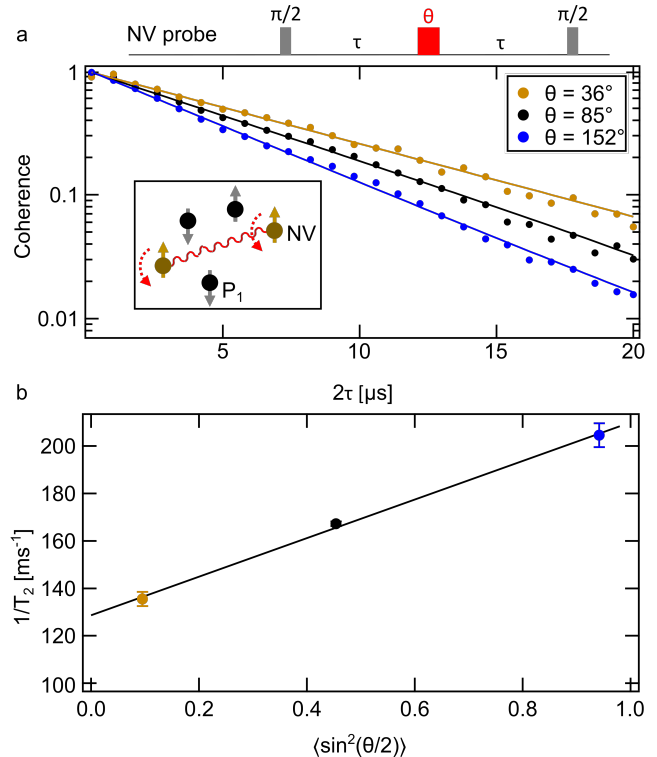 π/2 θ π/2
a NV probe τ τ
1
0.1
0.01
Coherence
θ = 36°
θ = 85°
θ = 152°
NV
P1
5 10 15 20
2τ [µs]
b
200
180
160
140
120
100
1/T2 [ms-1]
0.0 0.2 0.4 0.6 0.8 1.0
⟨sin²(θ/2)⟩